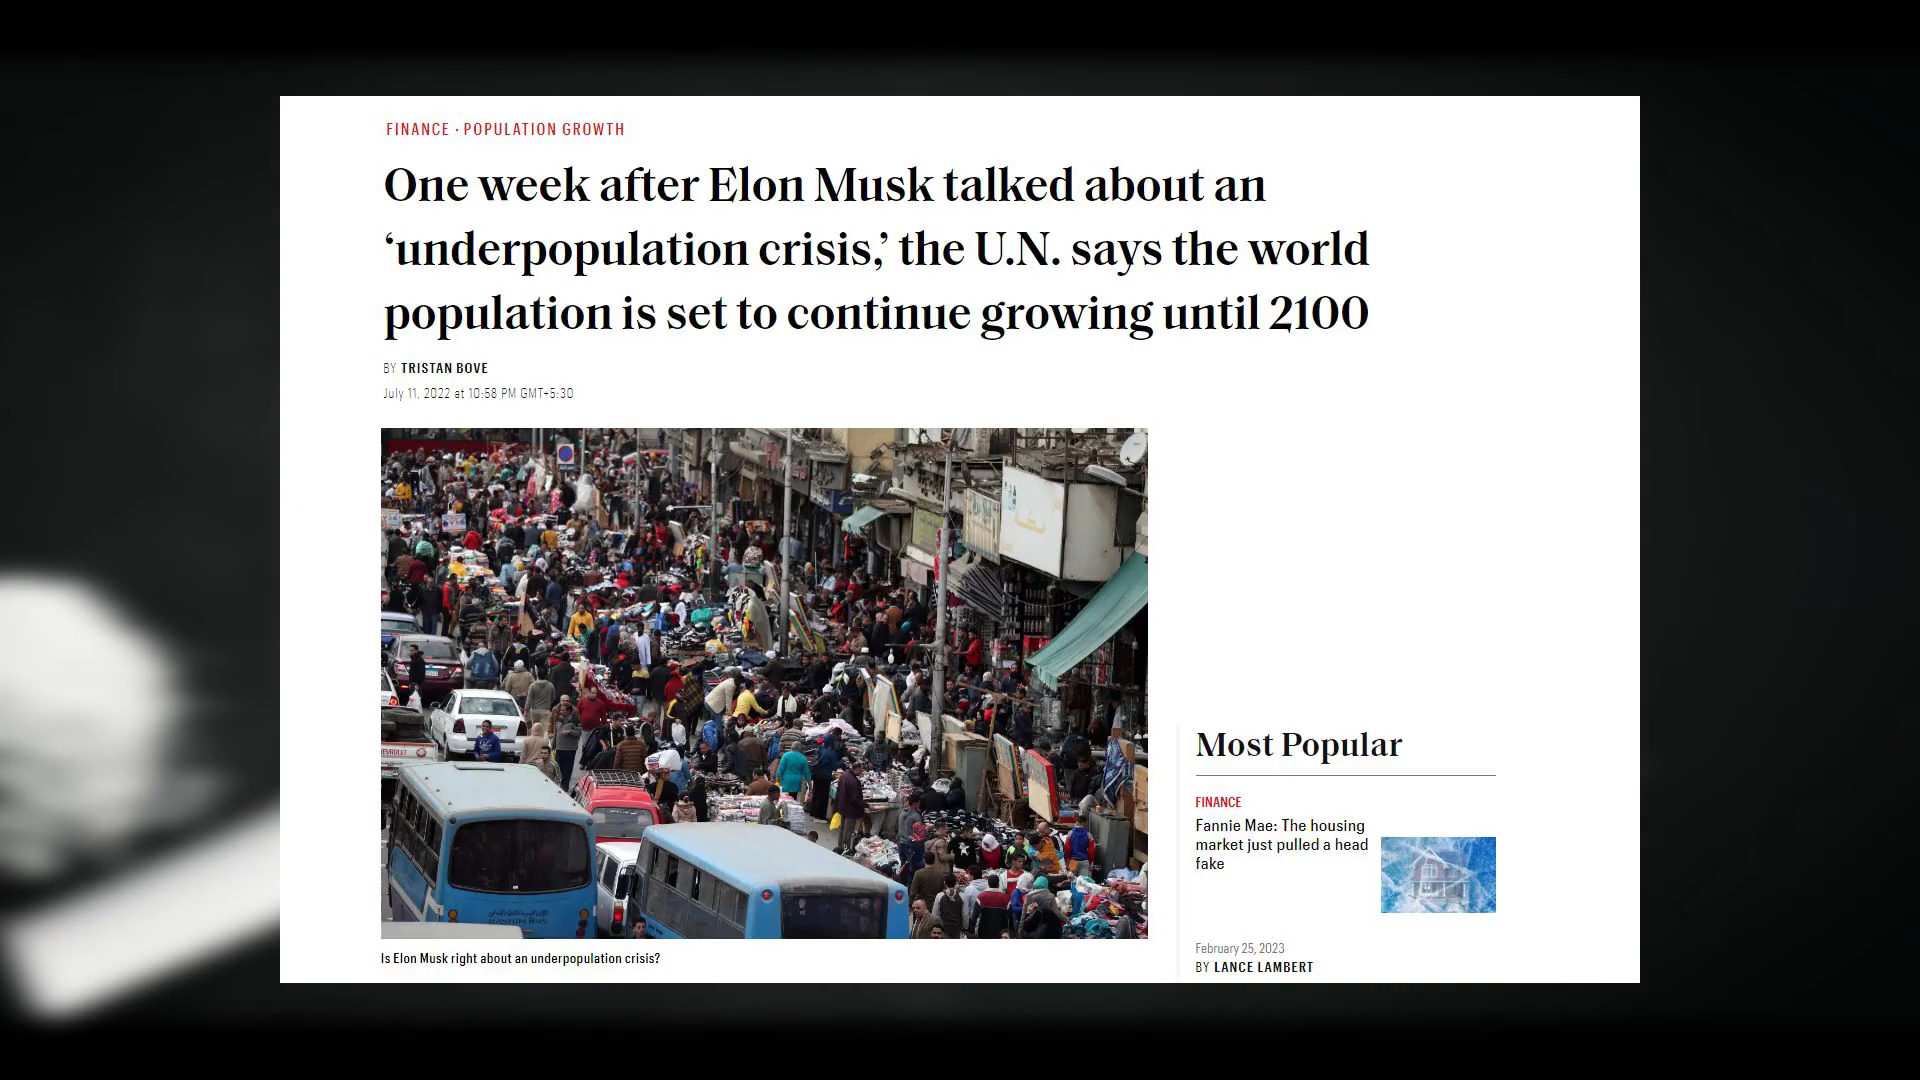 FINANCE · POPULATION GROWTH
One week after Elon Musk talked about an
‘underpopulation crisis,’ the U.N. says the world
population is set to continue growing until 2100
BY TRISTAN BOVE
July 11, 2022 at 10:58 PM GMT+5:30
CHEVROLET
Is Elon Musk right about an underpopulation crisis?
Most Popular
FINANCE
Fannie Mae: The housing
market just pulled a head
fake
February 25, 2023
BY LANCE LAMBERT